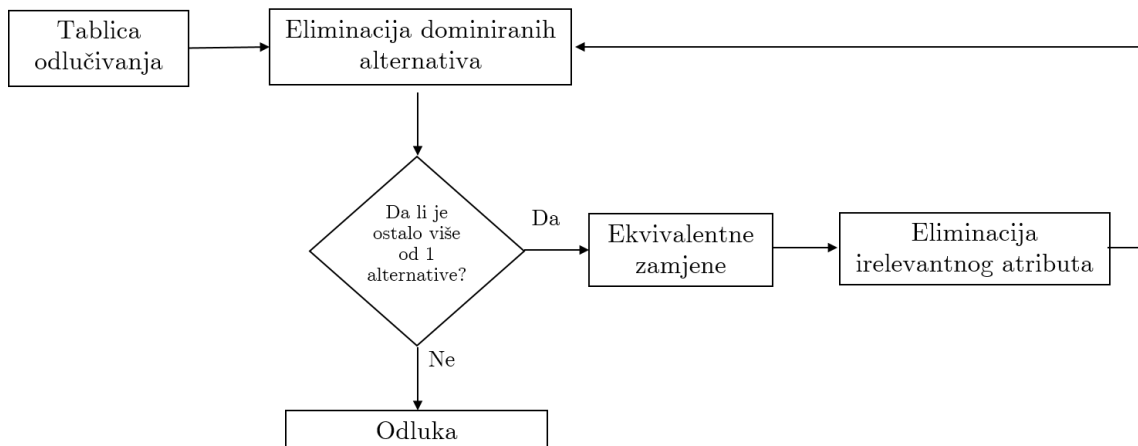 Tablica
odlučivanja
Eliminacija dominiranih
alternativa
Da li je
ostalo više
od 1
alternative?
Da
Ekvivalentne
zamjene
Eliminacija
irelevantnog atributa
Ne
Odluka